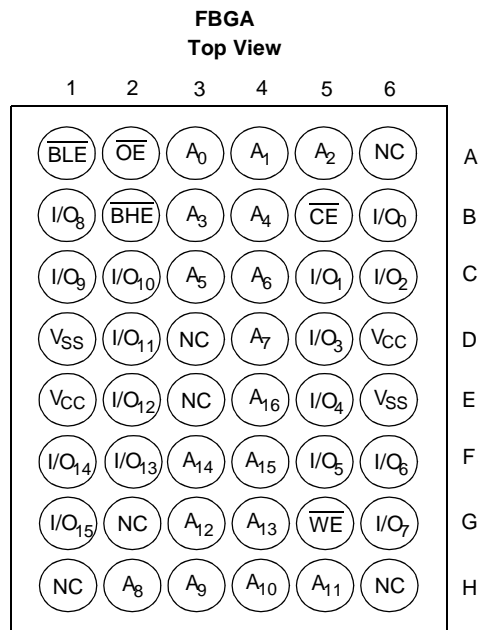 FBGA
Top View
1 2 3 4 5 6
BLE OE A0 A1 A2 NC A
I/O8 BHE A3 A4 CE I/O0 B
I/O9 I/O10 A5 A6 I/O1 I/O2 C
VSS I/O11 NC A7 I/O3 VCC D
VCC I/O12 NC A16 I/O4 VSS E
I/O14 I/O13 A14 A15 I/O5 I/O6 F
I/O15 NC A12 A13 WE I/O7 G
NC A8 A9 A10 A11 NC H